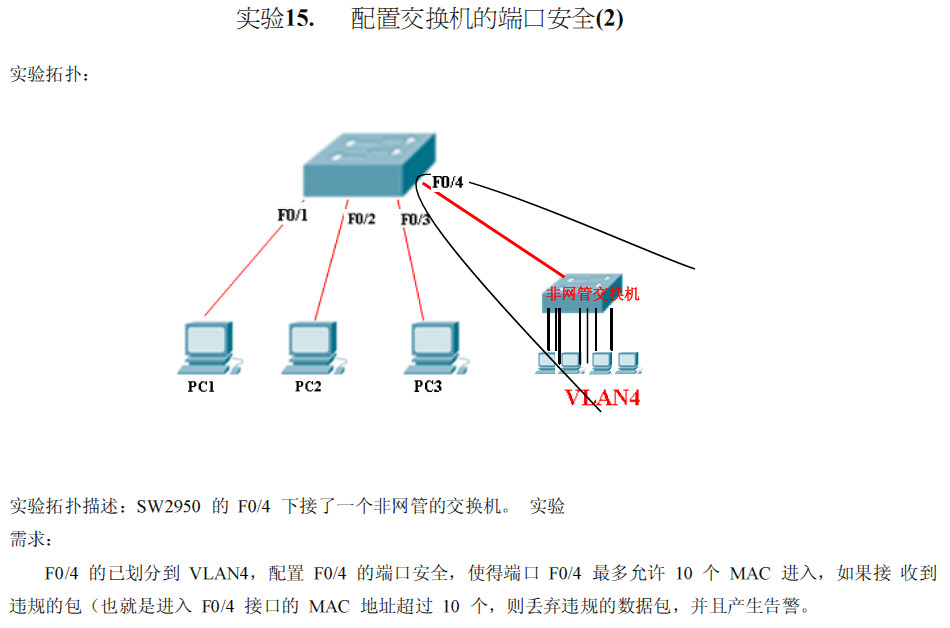 实验15. 配置交换机的端口安全(2)
实验拓扑：
F0/4
F0/1
F0/2
F0/3
非网管交换机
PC1
PC2
PC3
VLAN4
实验拓扑描述：SW2950 的 F0/4 下接了一个非网管的交换机。 实验
需求：
F0/4 的已划分到 VLAN4，配置 F0/4 的端口安全，使得端口 F0/4 最多允许 10 个 MAC 进入，如果接 收到
违规的包（也就是进入 F0/4 接口的 MAC 地址超过 10 个，则丢弃违规的数据包，并且产生告警。